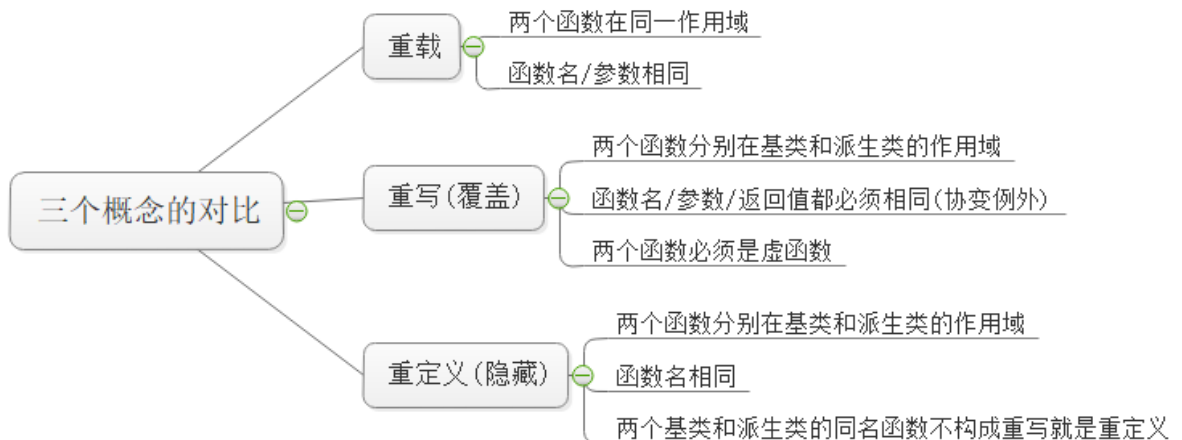 三个概念的对比
重载
两个函数在同一作用域
函数名/参数相同
重写(覆盖)
两个函数分别在基类和派生类的作用域
函数名/参数/返回值都必须相同(协变例外)
两个函数必须是虚函数
重定义(隐藏)
两个函数分别在基类和派生类的作用域
函数名相同
两个基类和派生类的同名函数不构成重写就是重定义